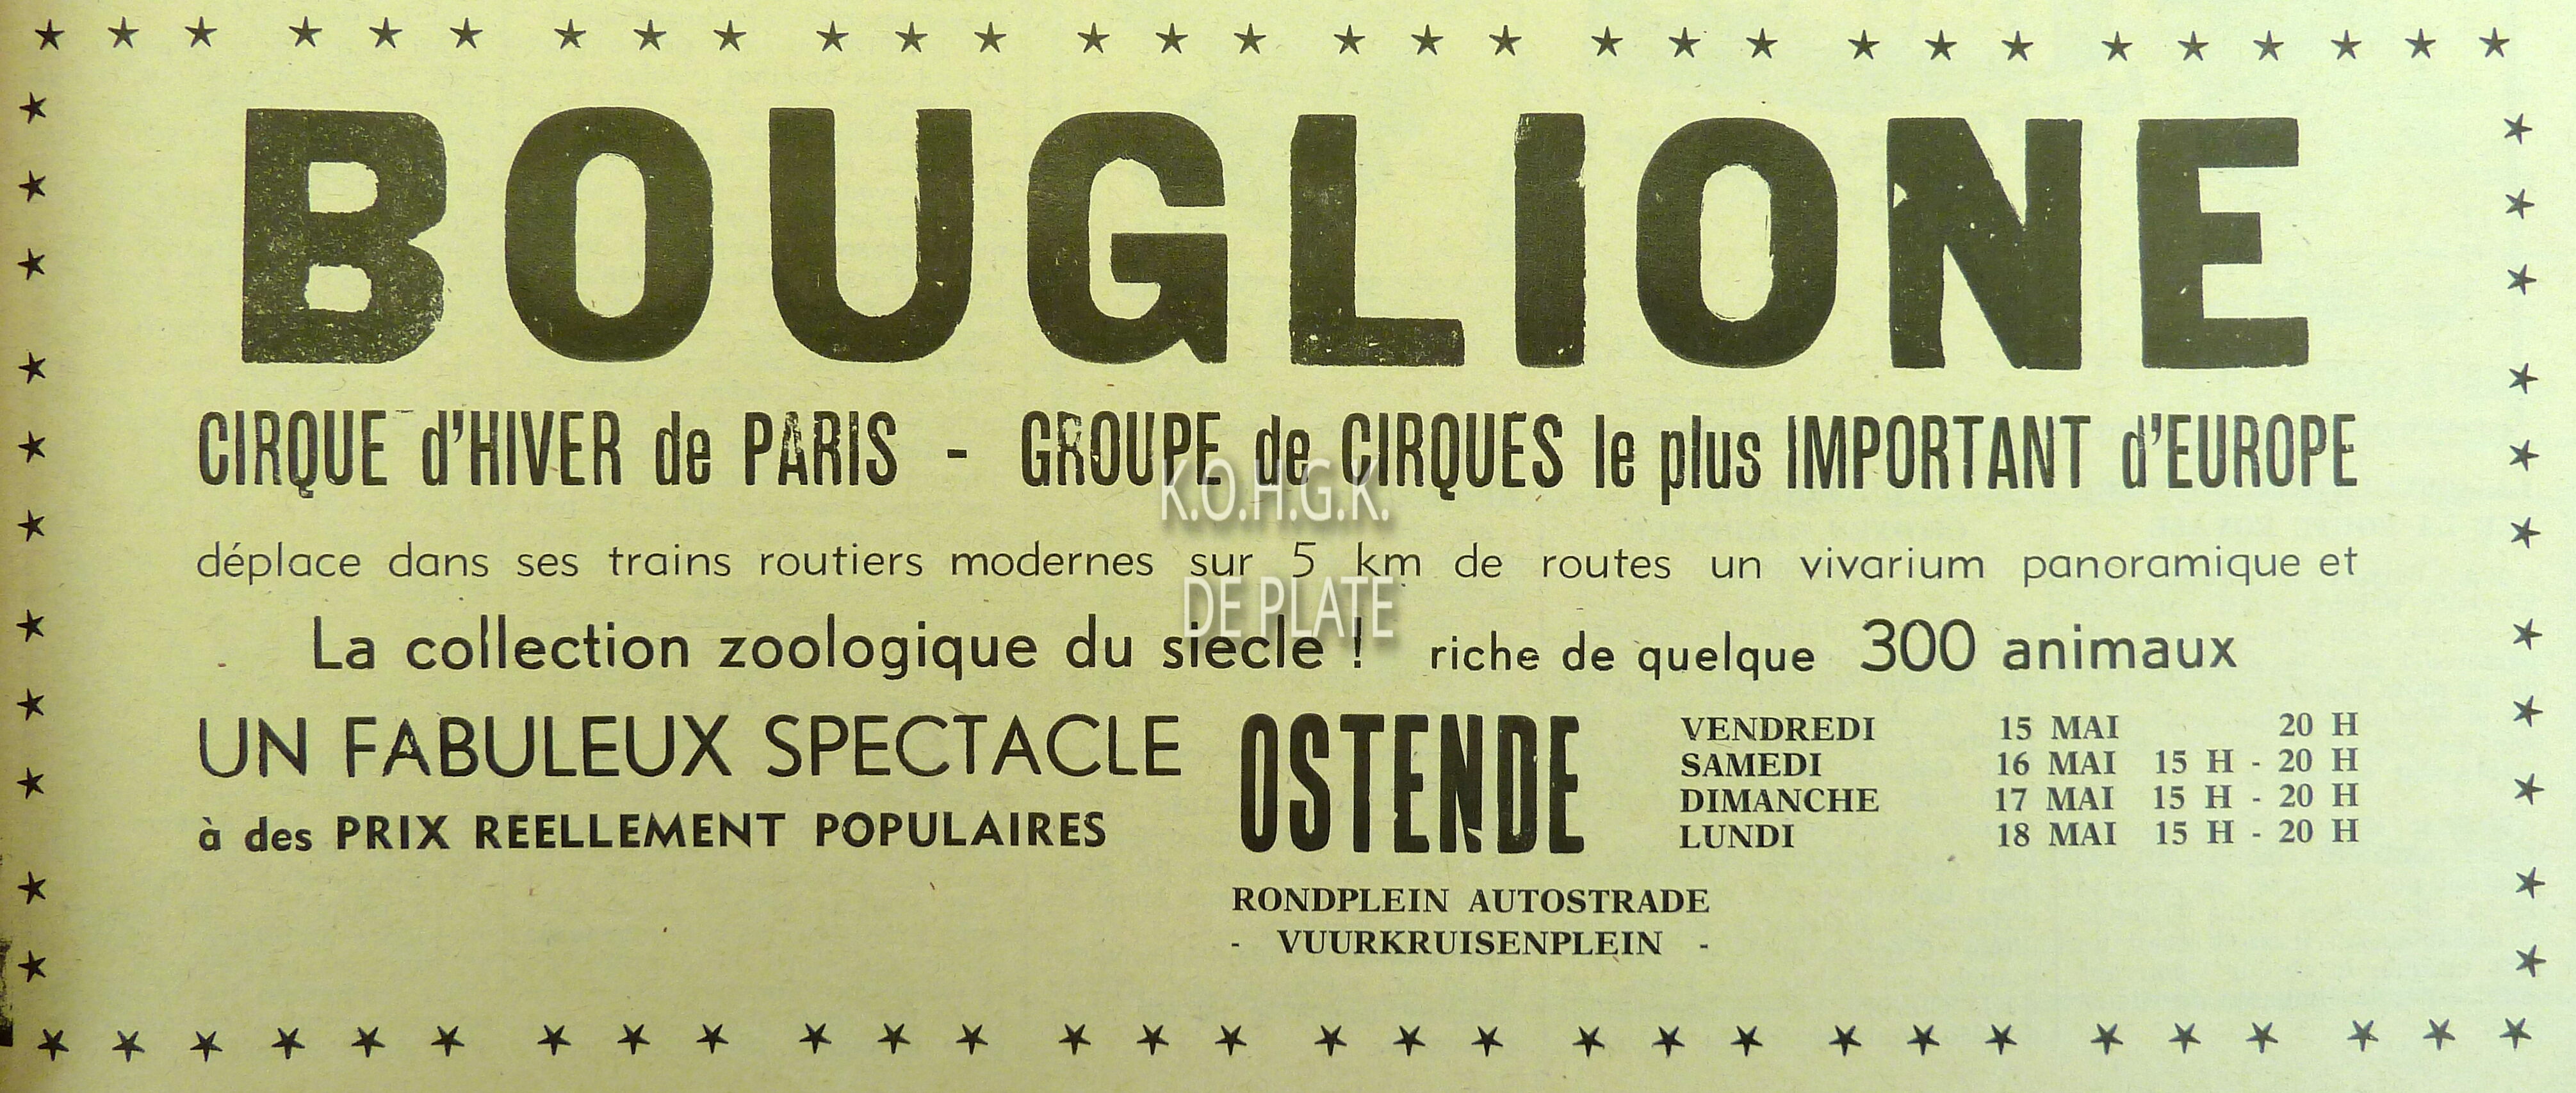 BOUGLIONE
CIRQUE d'HIVER de PARIS - GROUPE de CIRQUES le plus IMPORTANT d'EUROPE
K.O.H.G.K.
déplace dans ses trains routiers modernes sur 5 km de routes un vivarium panoramique et
DE PLATE
La collection zoologique du siecle ! riche de quelque 300 animaux
UN FABULEUX SPECTACLE
à des PRIX REELLEMENT POPULAIRES
OSTENDE
VENDREDI 15 MAI 20 H
SAMEDI 16 MAI 15 H - 20 H
DIMANCHE 17 MAI 15 H - 20 H
LUNDI 18 MAI 15 H - 20 H
RONDPLEIN AUTOSTRADE
- VUURKRUISENPLEIN -